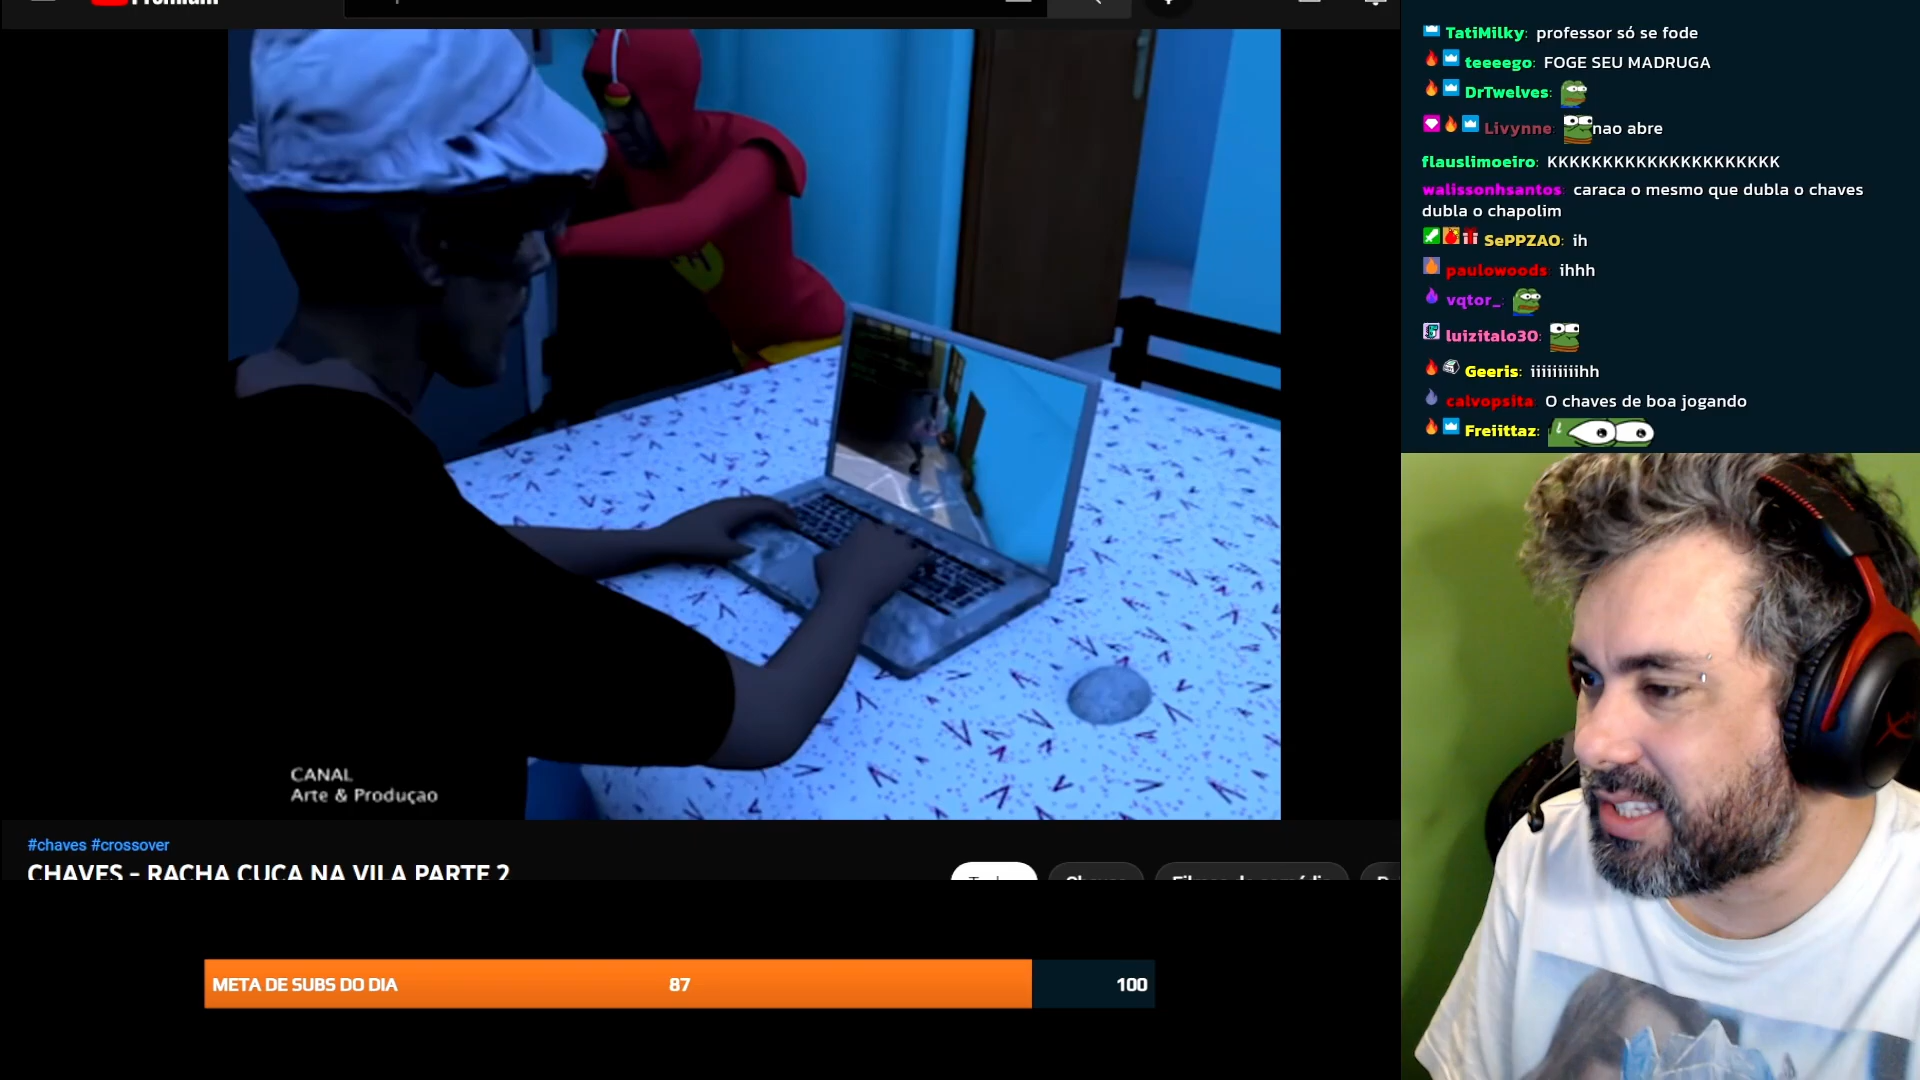 TatiMilky: professor só se fode
teeeego: FOGE SEU MADRUGA
DrTwelves:
Livynne: nao abre
flauslimoeiro: KKKKKKKKKKKKKKKKKKKKK
walissonhsantos: caraca o mesmo que dubla o chaves
dubla o chapolim
SePPZAO: ih
paulowoods: ihhh
vqtor_:
luizitalo30:
Geeris: iiiiiiiihh
calvopsita: O chaves de boa jogando
Freiittaz:
CANAL
Arte & Produçao
#chaves #crossover
CHAVES - RACHA CUCA NA VILA PARTE 2
META DE SUBS DO DIA 87 100